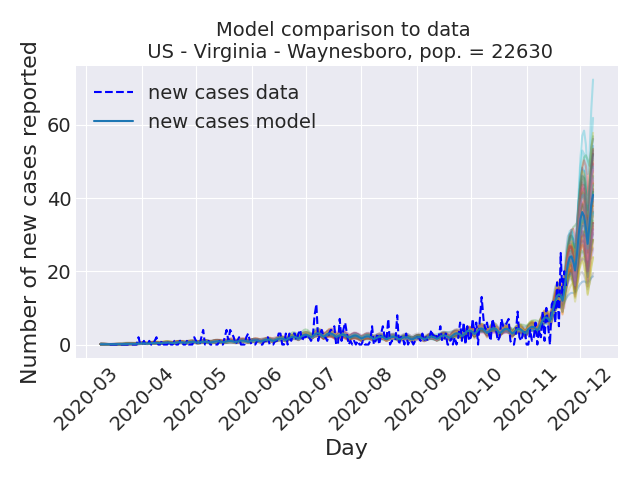 Model comparison to data
US - Virginia - Waynesboro, pop. = 22630
new cases data
new cases model
Number of new cases reported
60
40
20
0
2020-03
2020-04
2020-05
2020-06
2020-07
2020-08
2020-09
2020-10
2020-11
2020-12
Day